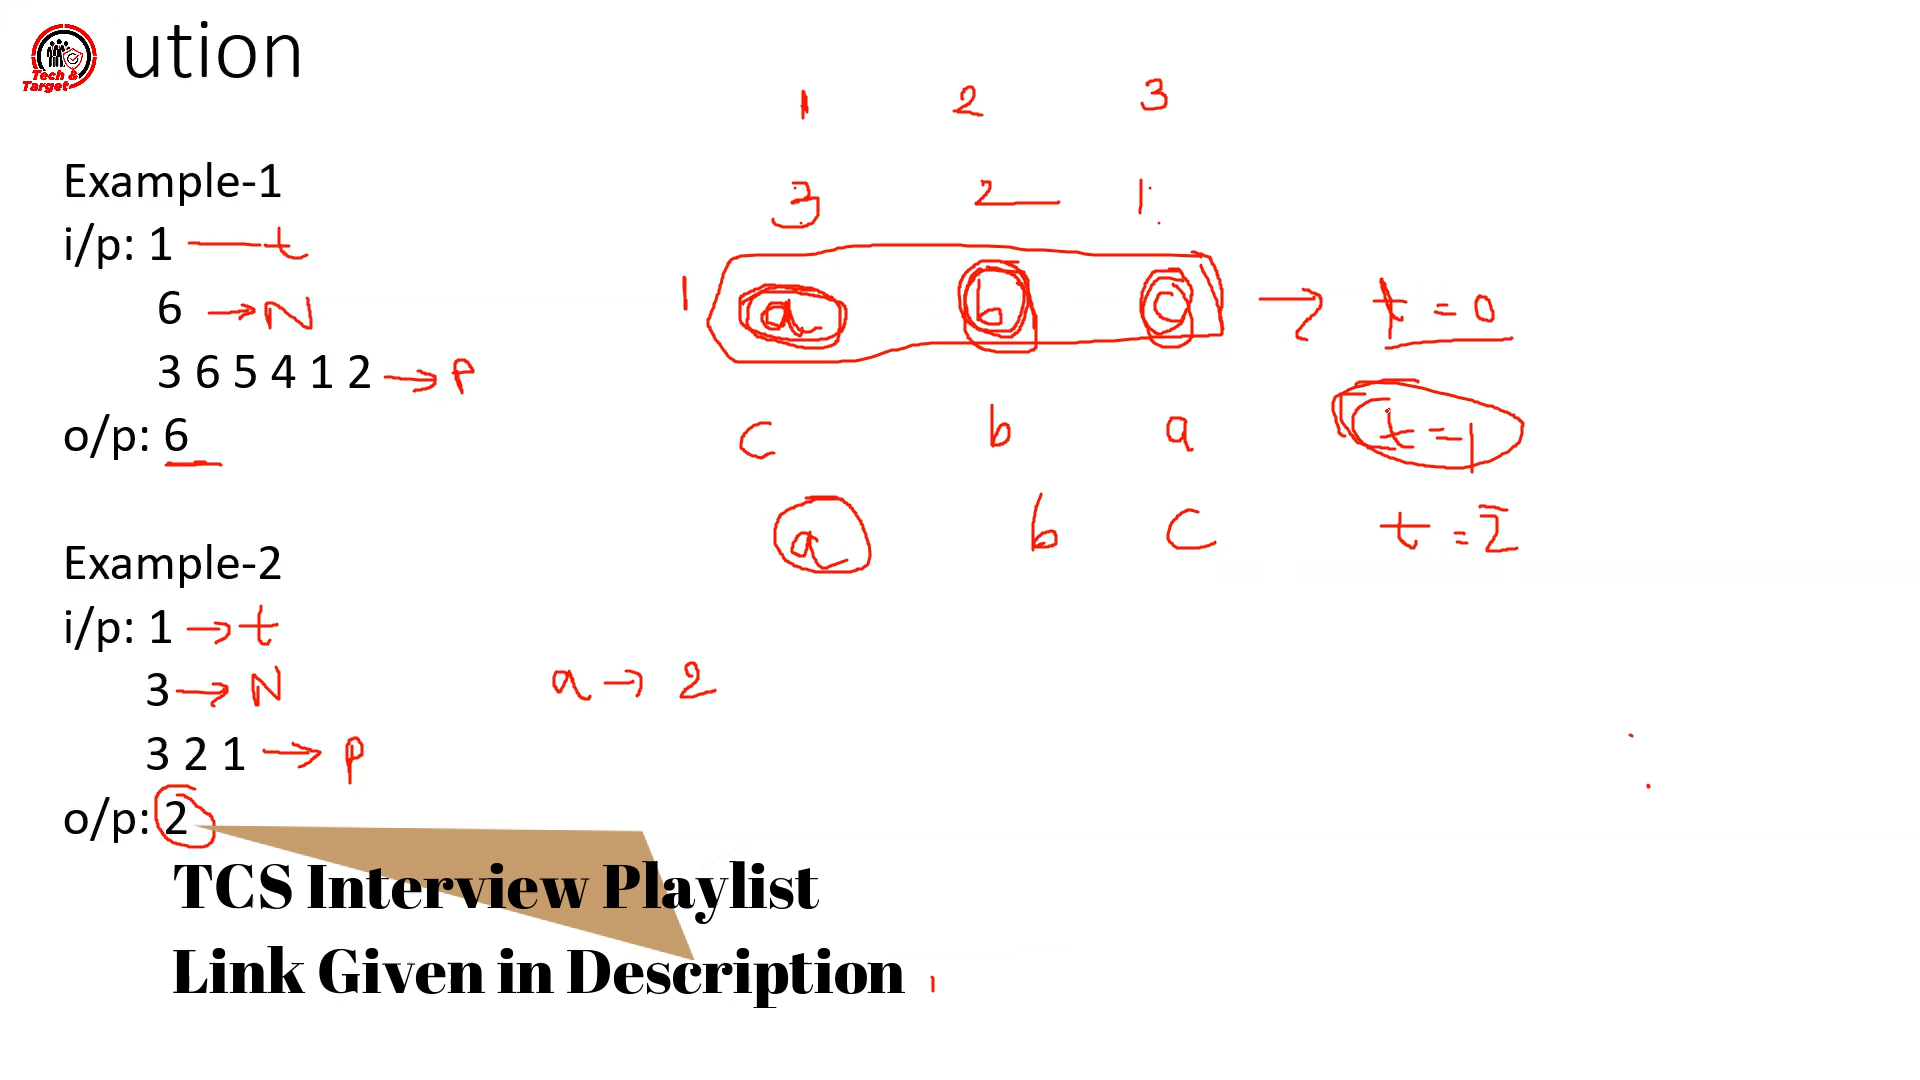 Tech &
Target
ution
1 2 3
Example-1
3 2 1
i/p: 1 t
1 a b c → t = 0
6 → N
3 6 5 4 1 2 → P
c b a t = 1
o/p: 6
a b c t = 2
Example-2
i/p: 1 → t
3 → N
a → 2
3 2 1 → P
o/p: 2
TCS Interview Playlist
Link Given in Description